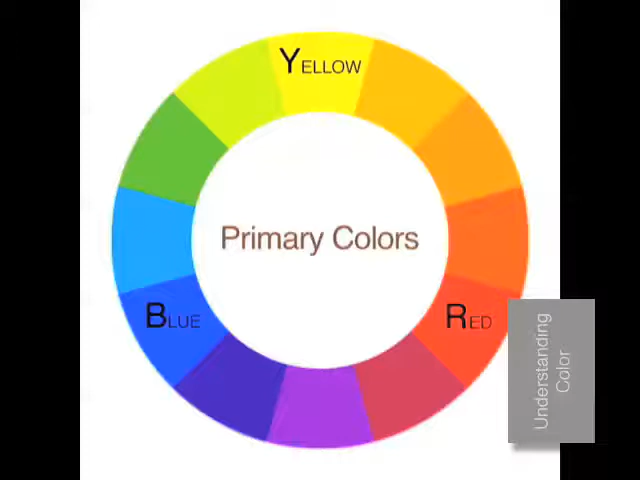 Yellow
Primary Colors
Blue
Red
Understanding
Color